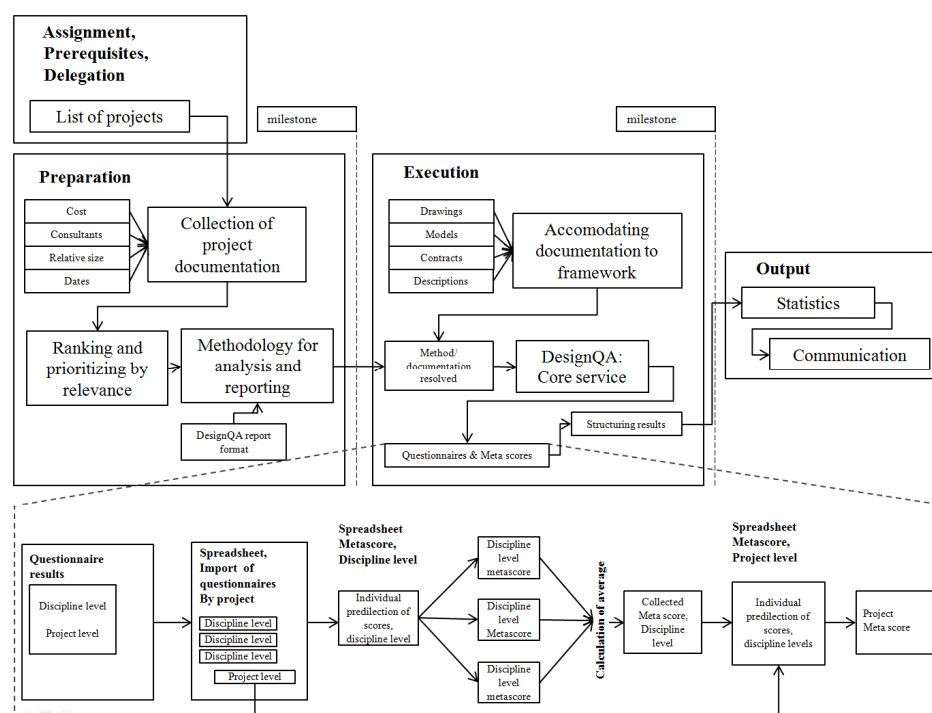 Assignment,
Prerequisites,
Delegation
List of projects
milestone
milestone
Preparation
Cost
Consultants
Relative size
Dates
Collection of
project
documentation
Ranking and
prioritizing by
relevance
Methodology for
analysis and
reporting
DesignQA report
format
Execution
Drawings
Models
Contracts
Descriptions
Accomodating
documentation to
framework
Method/
documentation
resolved
DesignQA:
Core service
Structuring results
Questionnaires & Meta scores
Output
Statistics
Communication
Questionnaire
results
Discipline level
Project level
Spreadsheet,
Import of
questionnaires
By project
Discipline level
Discipline level
Discipline level
Project level
Spreadsheet
Metascore,
Discipline level
Individual
predilection of
scores,
discipline level
Discipline
level
metascore
Discipline
level
Metascore
Discipline
level
metascore
Calculation of average
Collected
Meta score,
Discipline
level
Spreadsheet
Metascore,
Project level
Individual
predilection of
scores,
discipline levels
Project
Meta score